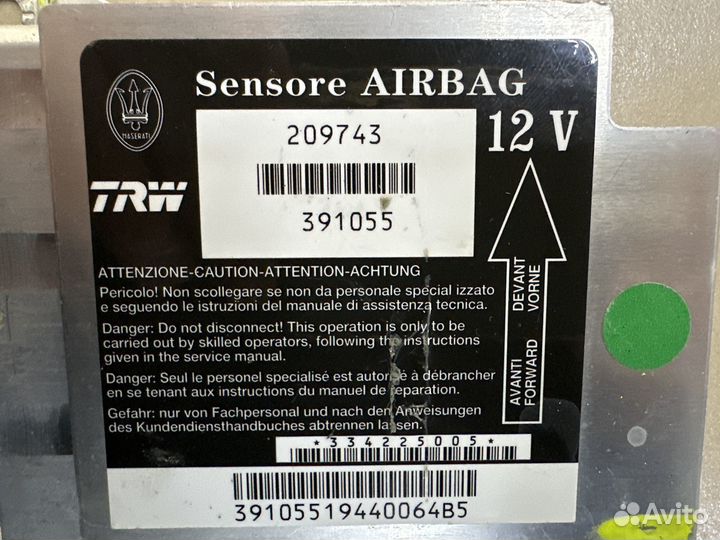 Sensore AIRBAG
MASERATI
209743
12 V
TRW
391055
ATTENZIONE-CAUTION-ATTENTION-ACHTUNG
Pericolo! Non scollegare se non da personale special izzato
e seguendo le istruzioni del manuale di assistenza tecnica.
Danger: Do not disconnect! This operation is only to be
carried out by skilled operators, following the instructions
given in the service manual.
Danger: Seul le personel specialisé est autorisé à débrancher
en se tenant aux instructions du manuel de reparation.
Gefahr: nur von Fachpersonal und nach den Anweisungen
des Kundendiensthandbuches abtrennen lassen.
AVANTI DEVANT
FORWARD VORNE
*334225005*
39105519440064B5
Avito